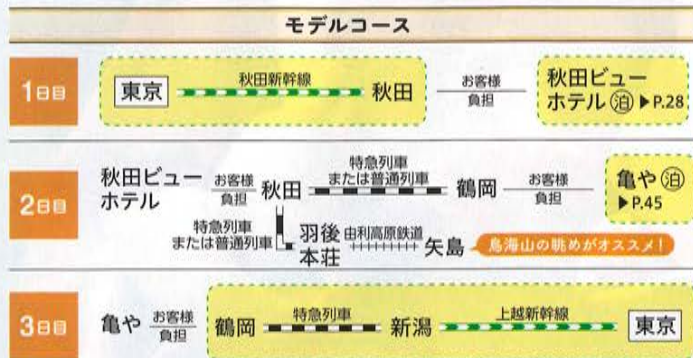 モデルコース
1日目
東京
秋田新幹線
秋田
お客様
負担
秋田ビュー
ホテル 泊 ▶P.28
2日目
秋田ビュー
ホテル
お客様
負担
秋田
特急列車
または普通列車
鶴岡
お客様
負担
亀や 泊
▶P.45
特急列車
または普通列車
羽後
本荘
由利高原鉄道
矢島
鳥海山の眺めがオススメ!
3日目
亀や
お客様
負担
鶴岡
特急列車
新潟
上越新幹線
東京